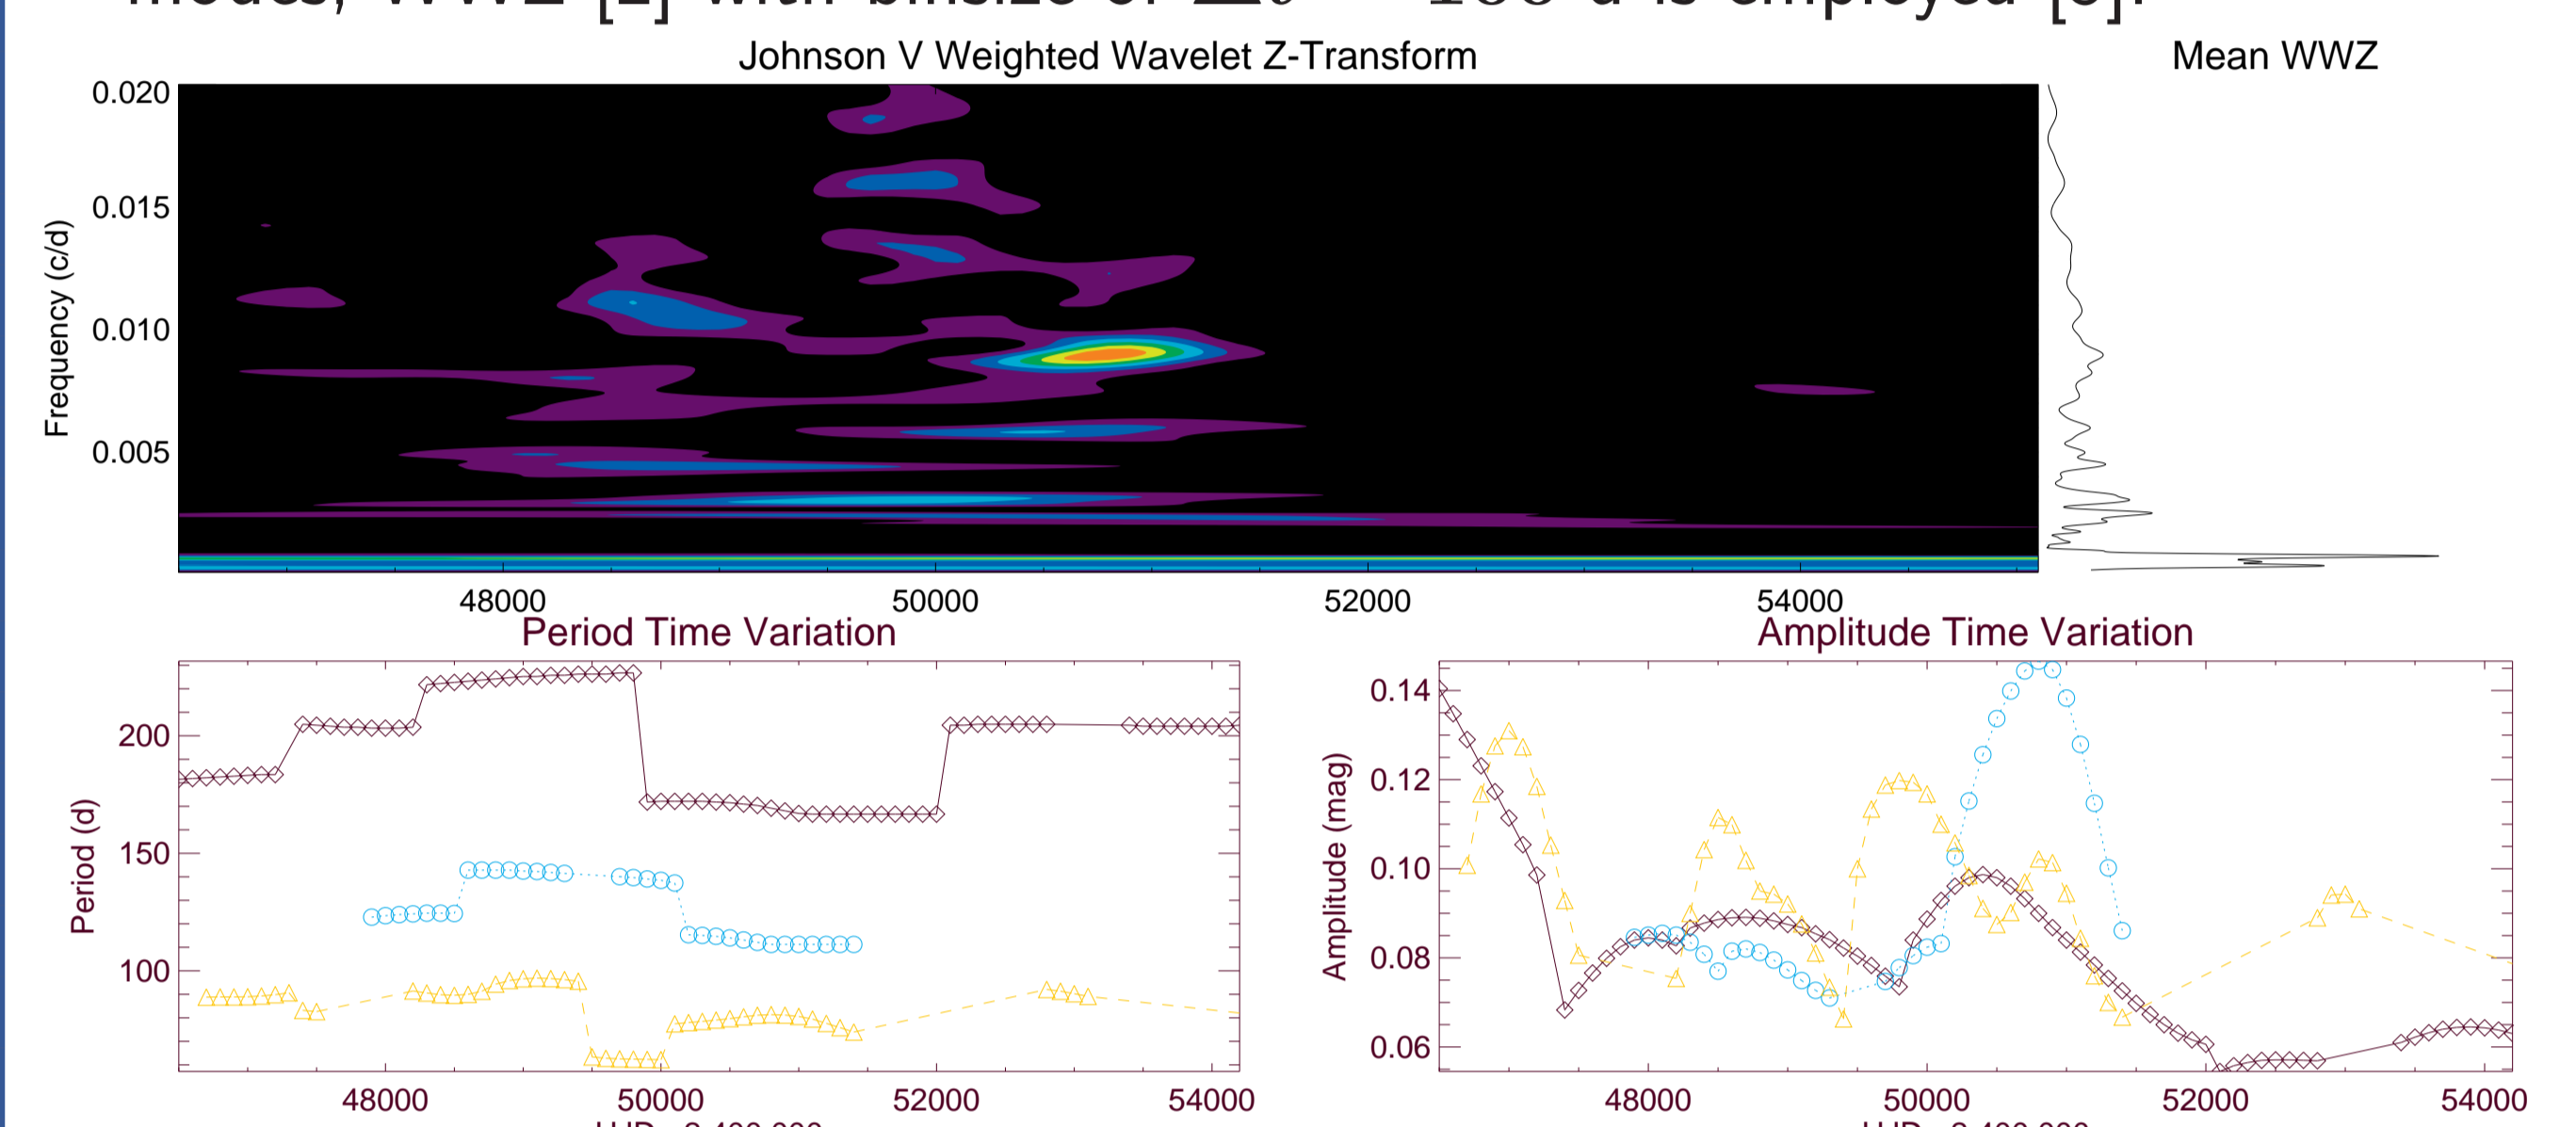 Johnson V Weighted Wavelet Z-Transform
Mean WWZ
Frequency (c/d)
0.020
0.015
0.010
0.005
48000 50000 52000 54000
Period Time Variation
Amplitude Time Variation
Period (d)
200
150
100
48000 50000 52000 54000
Amplitude (mag)
0.14
0.12
0.10
0.08
0.06
48000 50000 52000 54000